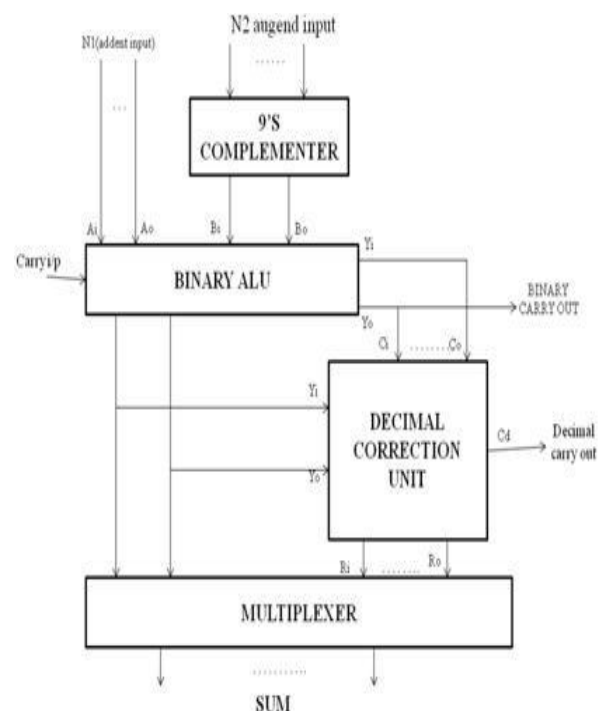 N2 augend input
N1(addent input)
......
...
9'S
COMPLEMENTER
Ai
Ao
Bi
Bo
Yi
Carry i/p
BINARY ALU
BINARY
CARRY OUT
Yo
Ci ........ Co
Yi
DECIMAL
CORRECTION
UNIT
Cd
Decimal
carry out
Yo
Ri ........ Ro
MULTIPLEXER
...........
SUM